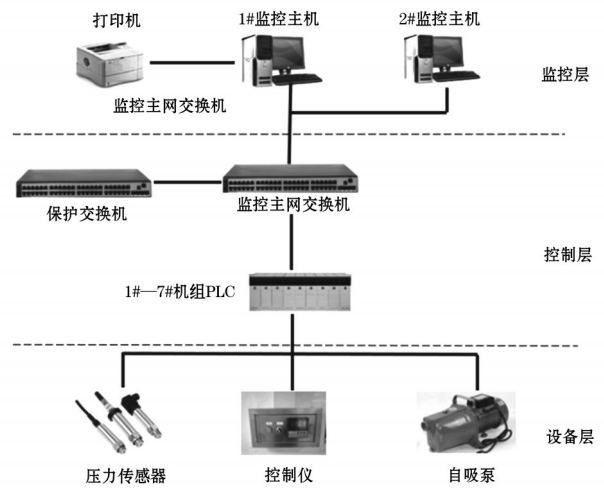 打印机
1#监控主机
2#监控主机
监控层
监控主网交换机
保护交换机
监控主网交换机
控制层
1#—7#机组PLC
设备层
压力传感器
控制仪
自吸泵